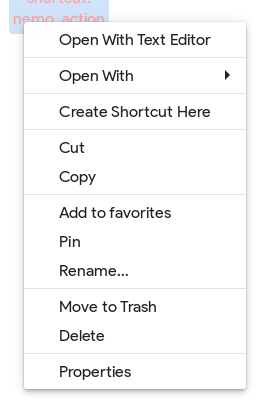 shortcut.
nemo_action
Open With Text Editor
Open With
Create Shortcut Here
Cut
Copy
Add to favorites
Pin
Rename...
Move to Trash
Delete
Properties